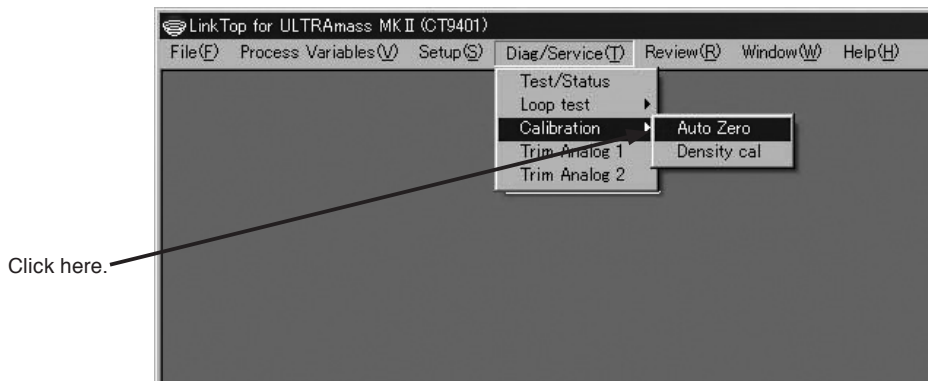 LinkTop for ULTRAmass MKⅡ (CT9401)
File(F) Process Variables(V) Setup(S) Diag/Service(T) Review(R) Window(W) Help(H)
Test/Status
Loop test
Calibration
Auto Zero
Trim Analog 1
Density cal
Trim Analog 2
Click here.